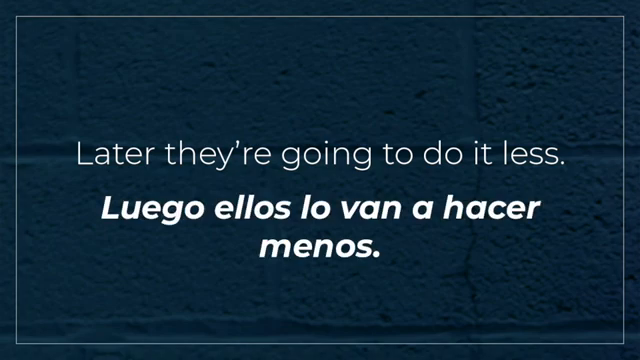 Later they’re going to do it less.
Luego ellos lo van a hacer
menos.